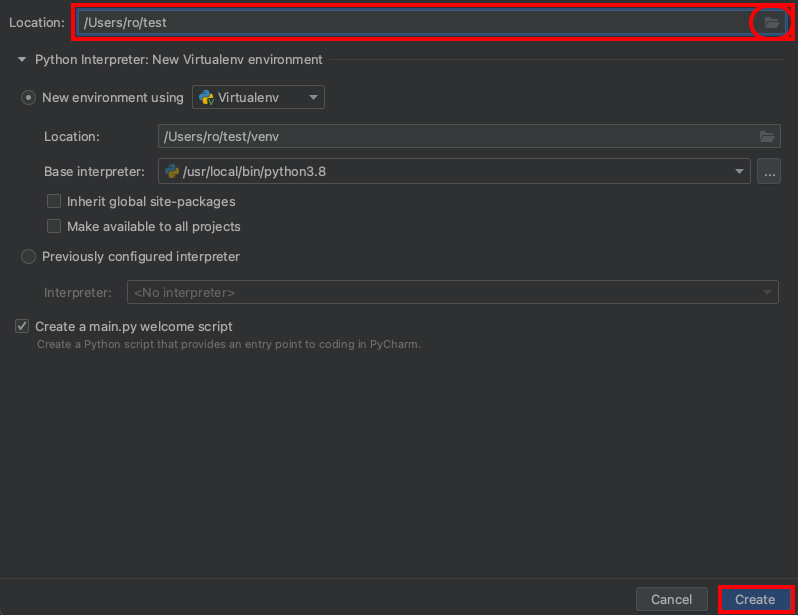 Location: /Users/ro/test
Python Interpreter: New Virtualenv environment
New environment using Virtualenv
Location: /Users/ro/test/venv
Base interpreter: /usr/local/bin/python3.8 ...
Inherit global site-packages
Make available to all projects
Previously configured interpreter
Interpreter: <No interpreter>
Create a main.py welcome script
Create a Python script that provides an entry point to coding in PyCharm.
Cancel Create